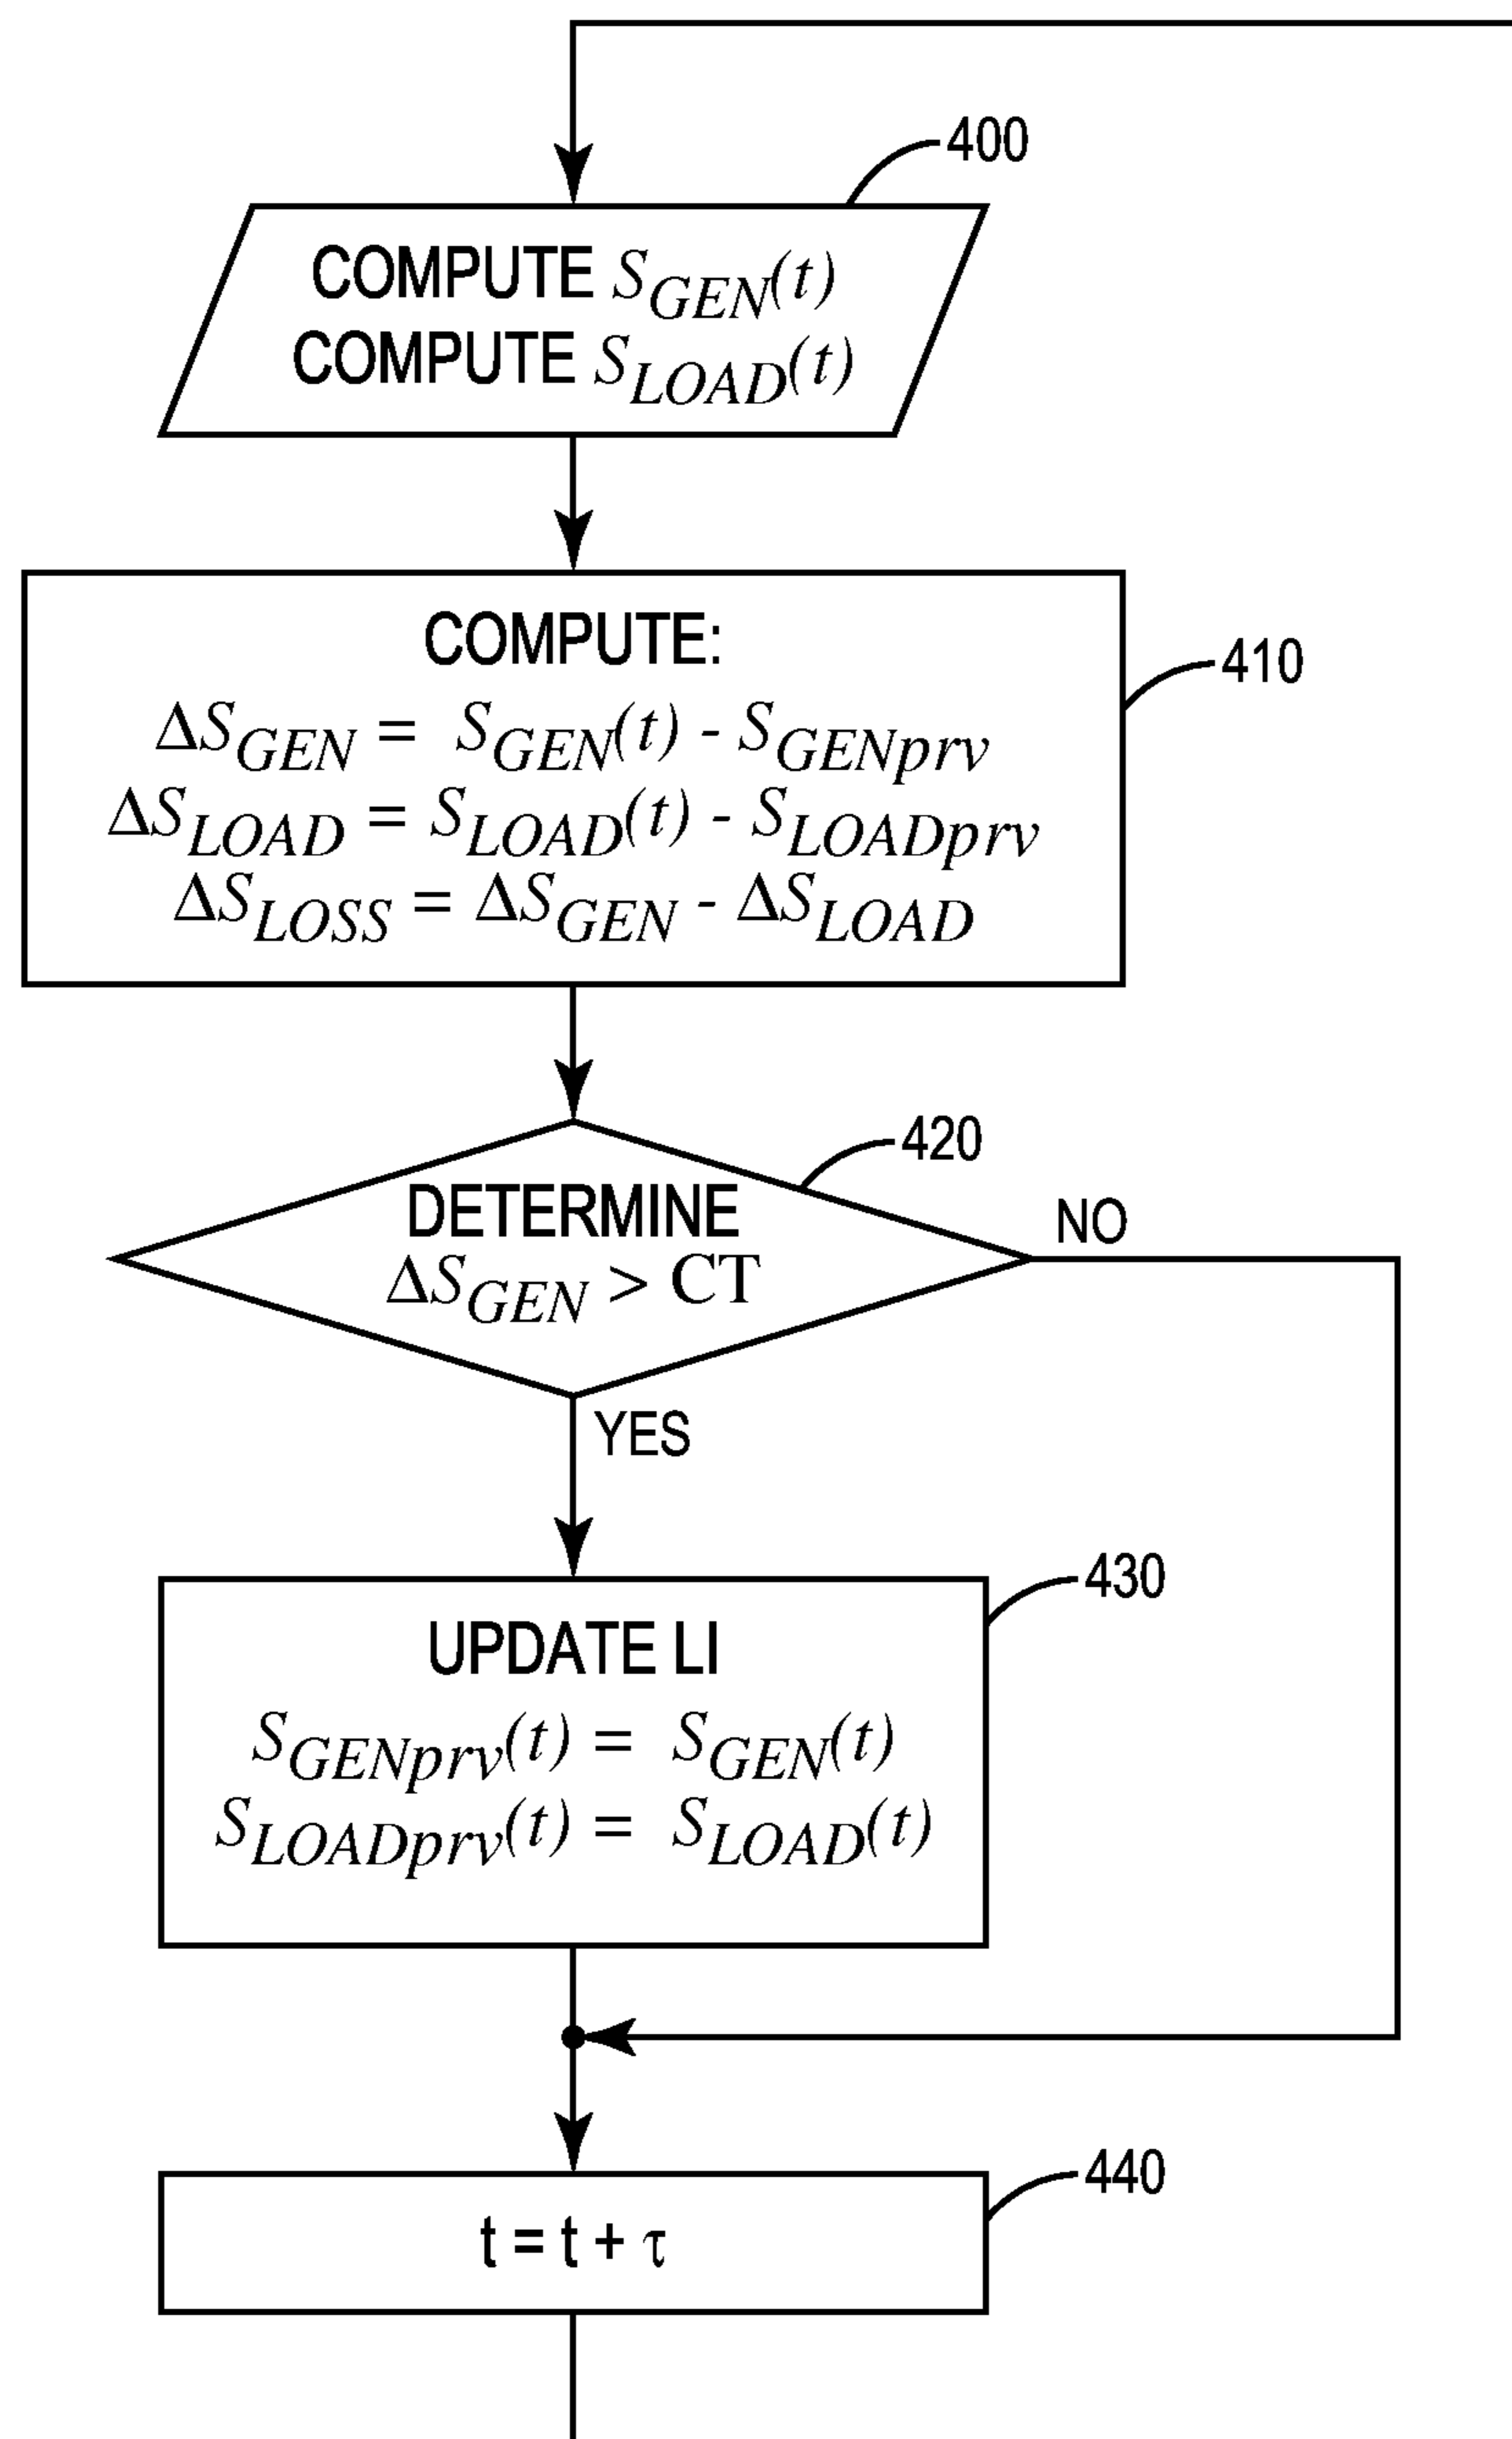 400
COMPUTE S_GEN(t)
COMPUTE S_LOAD(t)
COMPUTE:
410
ΔS_GEN = S_GEN(t) - S_GENprv
ΔS_LOAD = S_LOAD(t) - S_LOADprv
ΔS_LOSS = ΔS_GEN - ΔS_LOAD
420
DETERMINE
NO
ΔS_GEN > CT
YES
430
UPDATE LI
S_GENprv(t) = S_GEN(t)
S_LOADprv(t) = S_LOAD(t)
440
t = t + τ